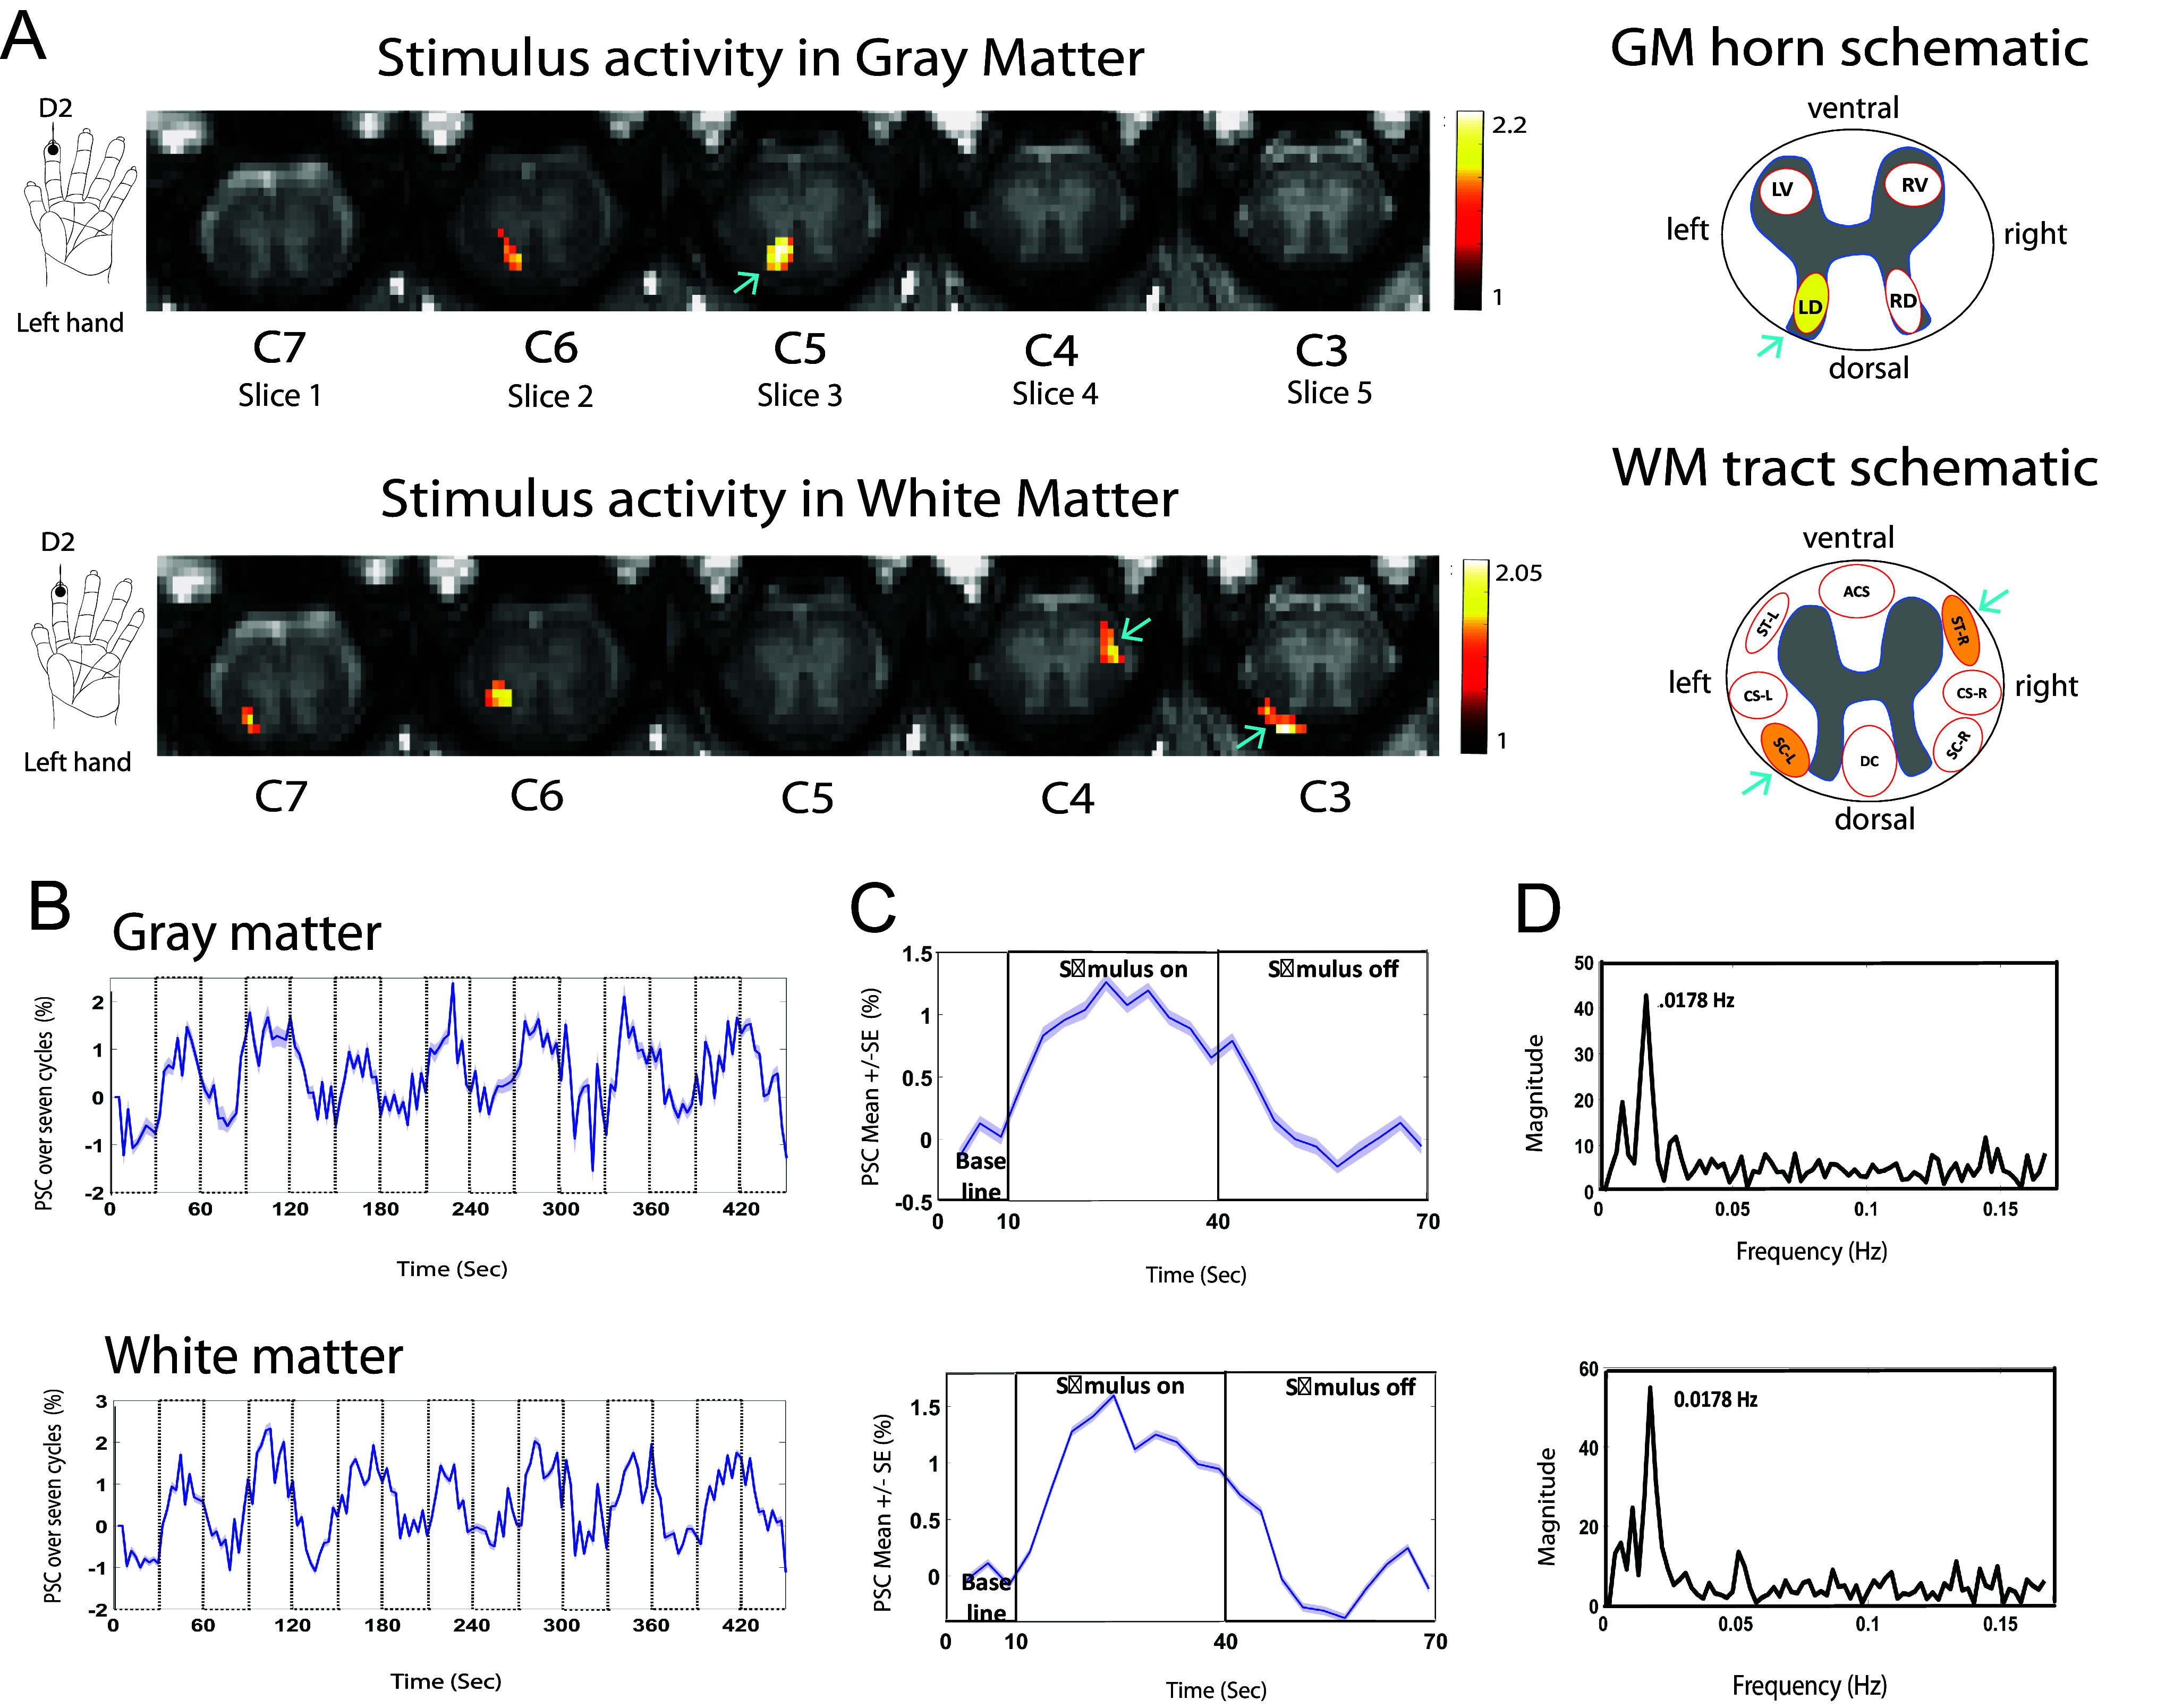 A
Stimulus activity in Gray Matter
GM horn schematic
D2
Left hand
2.2
1
C7
C6
C5
C4
C3
Slice 1
Slice 2
Slice 3
Slice 4
Slice 5
ventral
LV
RV
left
right
LD
RD
dorsal
Stimulus activity in White Matter
WM tract schematic
D2
Left hand
2.05
1
C7
C6
C5
C4
C3
ventral
ACS
ST-L
ST-R
left
CS-L
CS-R
right
SC-L
DC
SC-R
dorsal
B
Gray matter
PSC over seven cycles (%)
2
1
0
-1
-2
0 60 120 180 240 300 360 420
Time (Sec)
C
PSC Mean +/-SE (%)
1.5
1
0.5
0
-0.5
S☒mulus on
S☒mulus off
Base
line
0 10 40 70
Time (Sec)
D
Magnitude
50
40
30
20
10
0
.0178 Hz
0 0.05 0.1 0.15
Frequency (Hz)
White matter
PSC over seven cycles (%)
3
2
1
0
-1
-2
0 60 120 180 240 300 360 420
Time (Sec)
PSC Mean +/- SE (%)
1.5
1
0.5
0
S☒mulus on
S☒mulus off
Base
line
0 10 40 70
Time (Sec)
Magnitude
60
40
20
0
0.0178 Hz
0 0.05 0.1 0.15
Frequency (Hz)